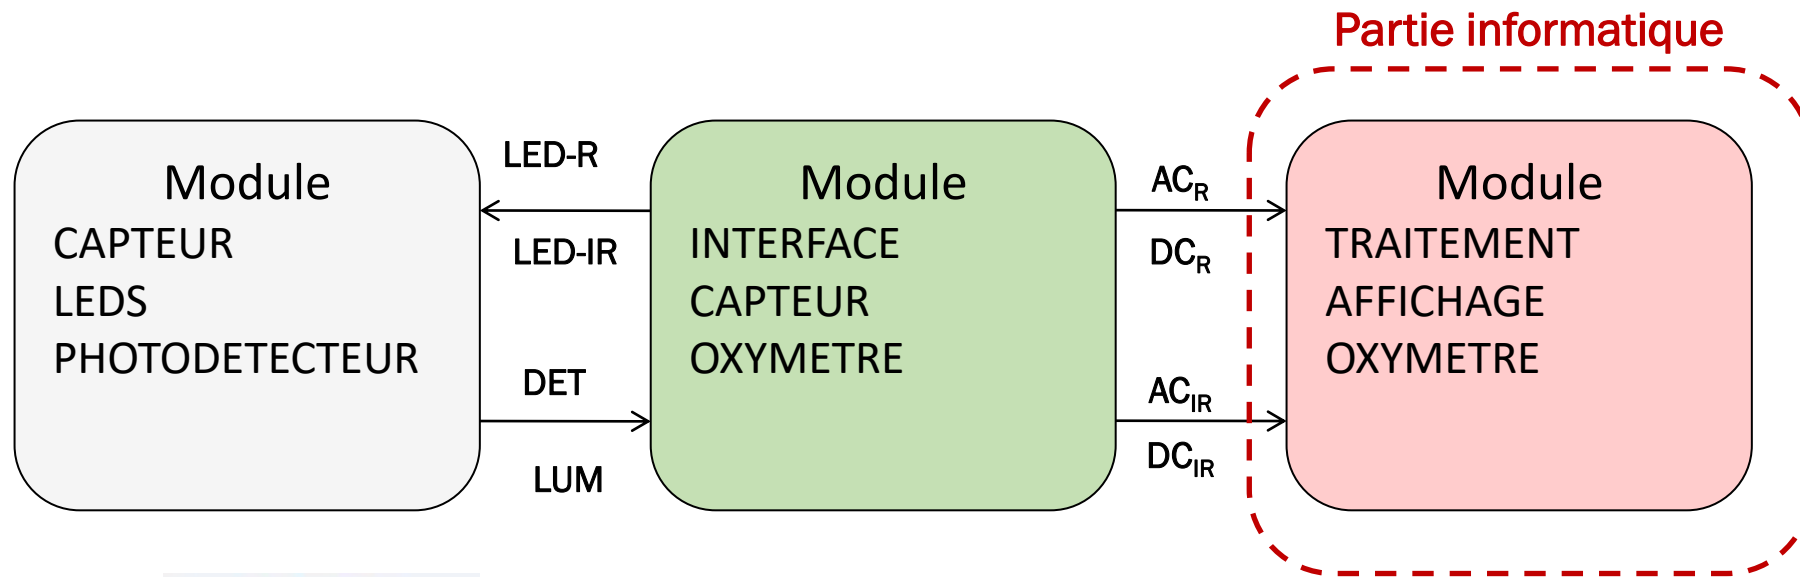 Partie informatique
Module
CAPTEUR
LEDS
PHOTODETECTEUR
LED-R
LED-IR
DET
LUM
Module
INTERFACE
CAPTEUR
OXYMETRE
ACR
DCR
ACIR
DCIR
Module
TRAITEMENT
AFFICHAGE
OXYMETRE